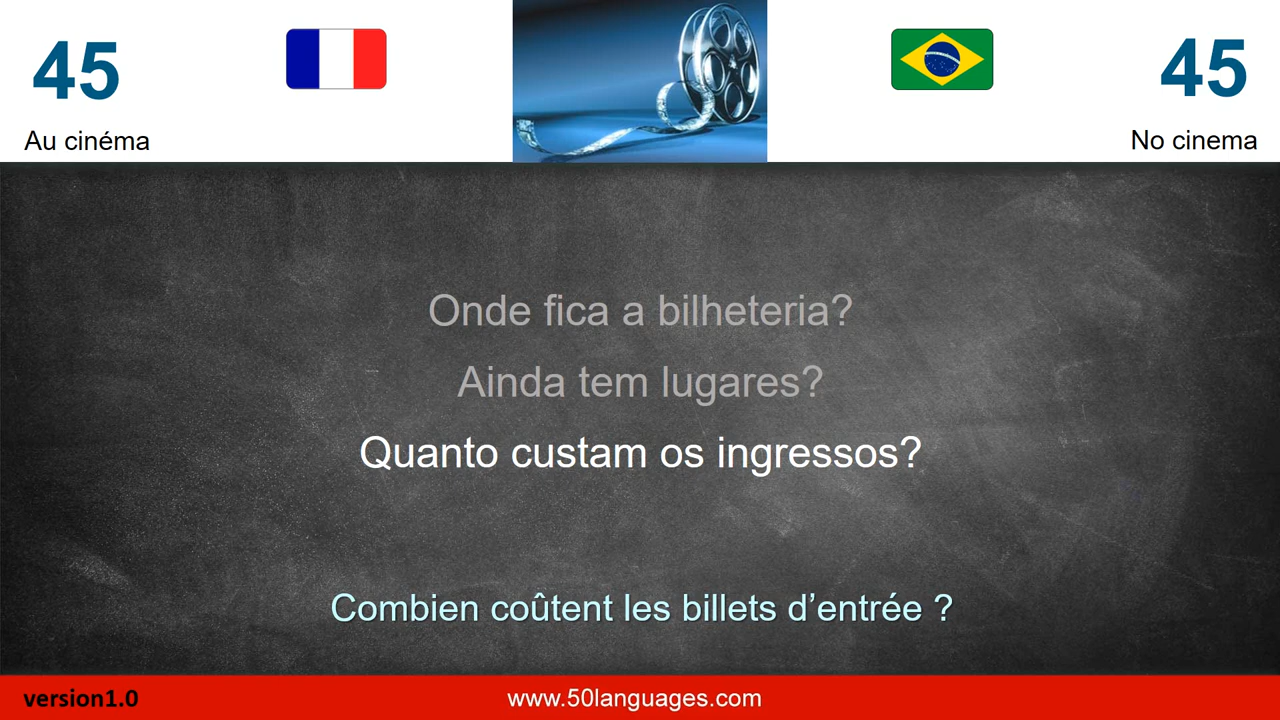 45
45
Au cinéma
No cinema
Onde fica a bilheteria?
Ainda tem lugares?
Quanto custam os ingressos?
Combien coûtent les billets d’entrée ?
version1.0
www.50languages.com